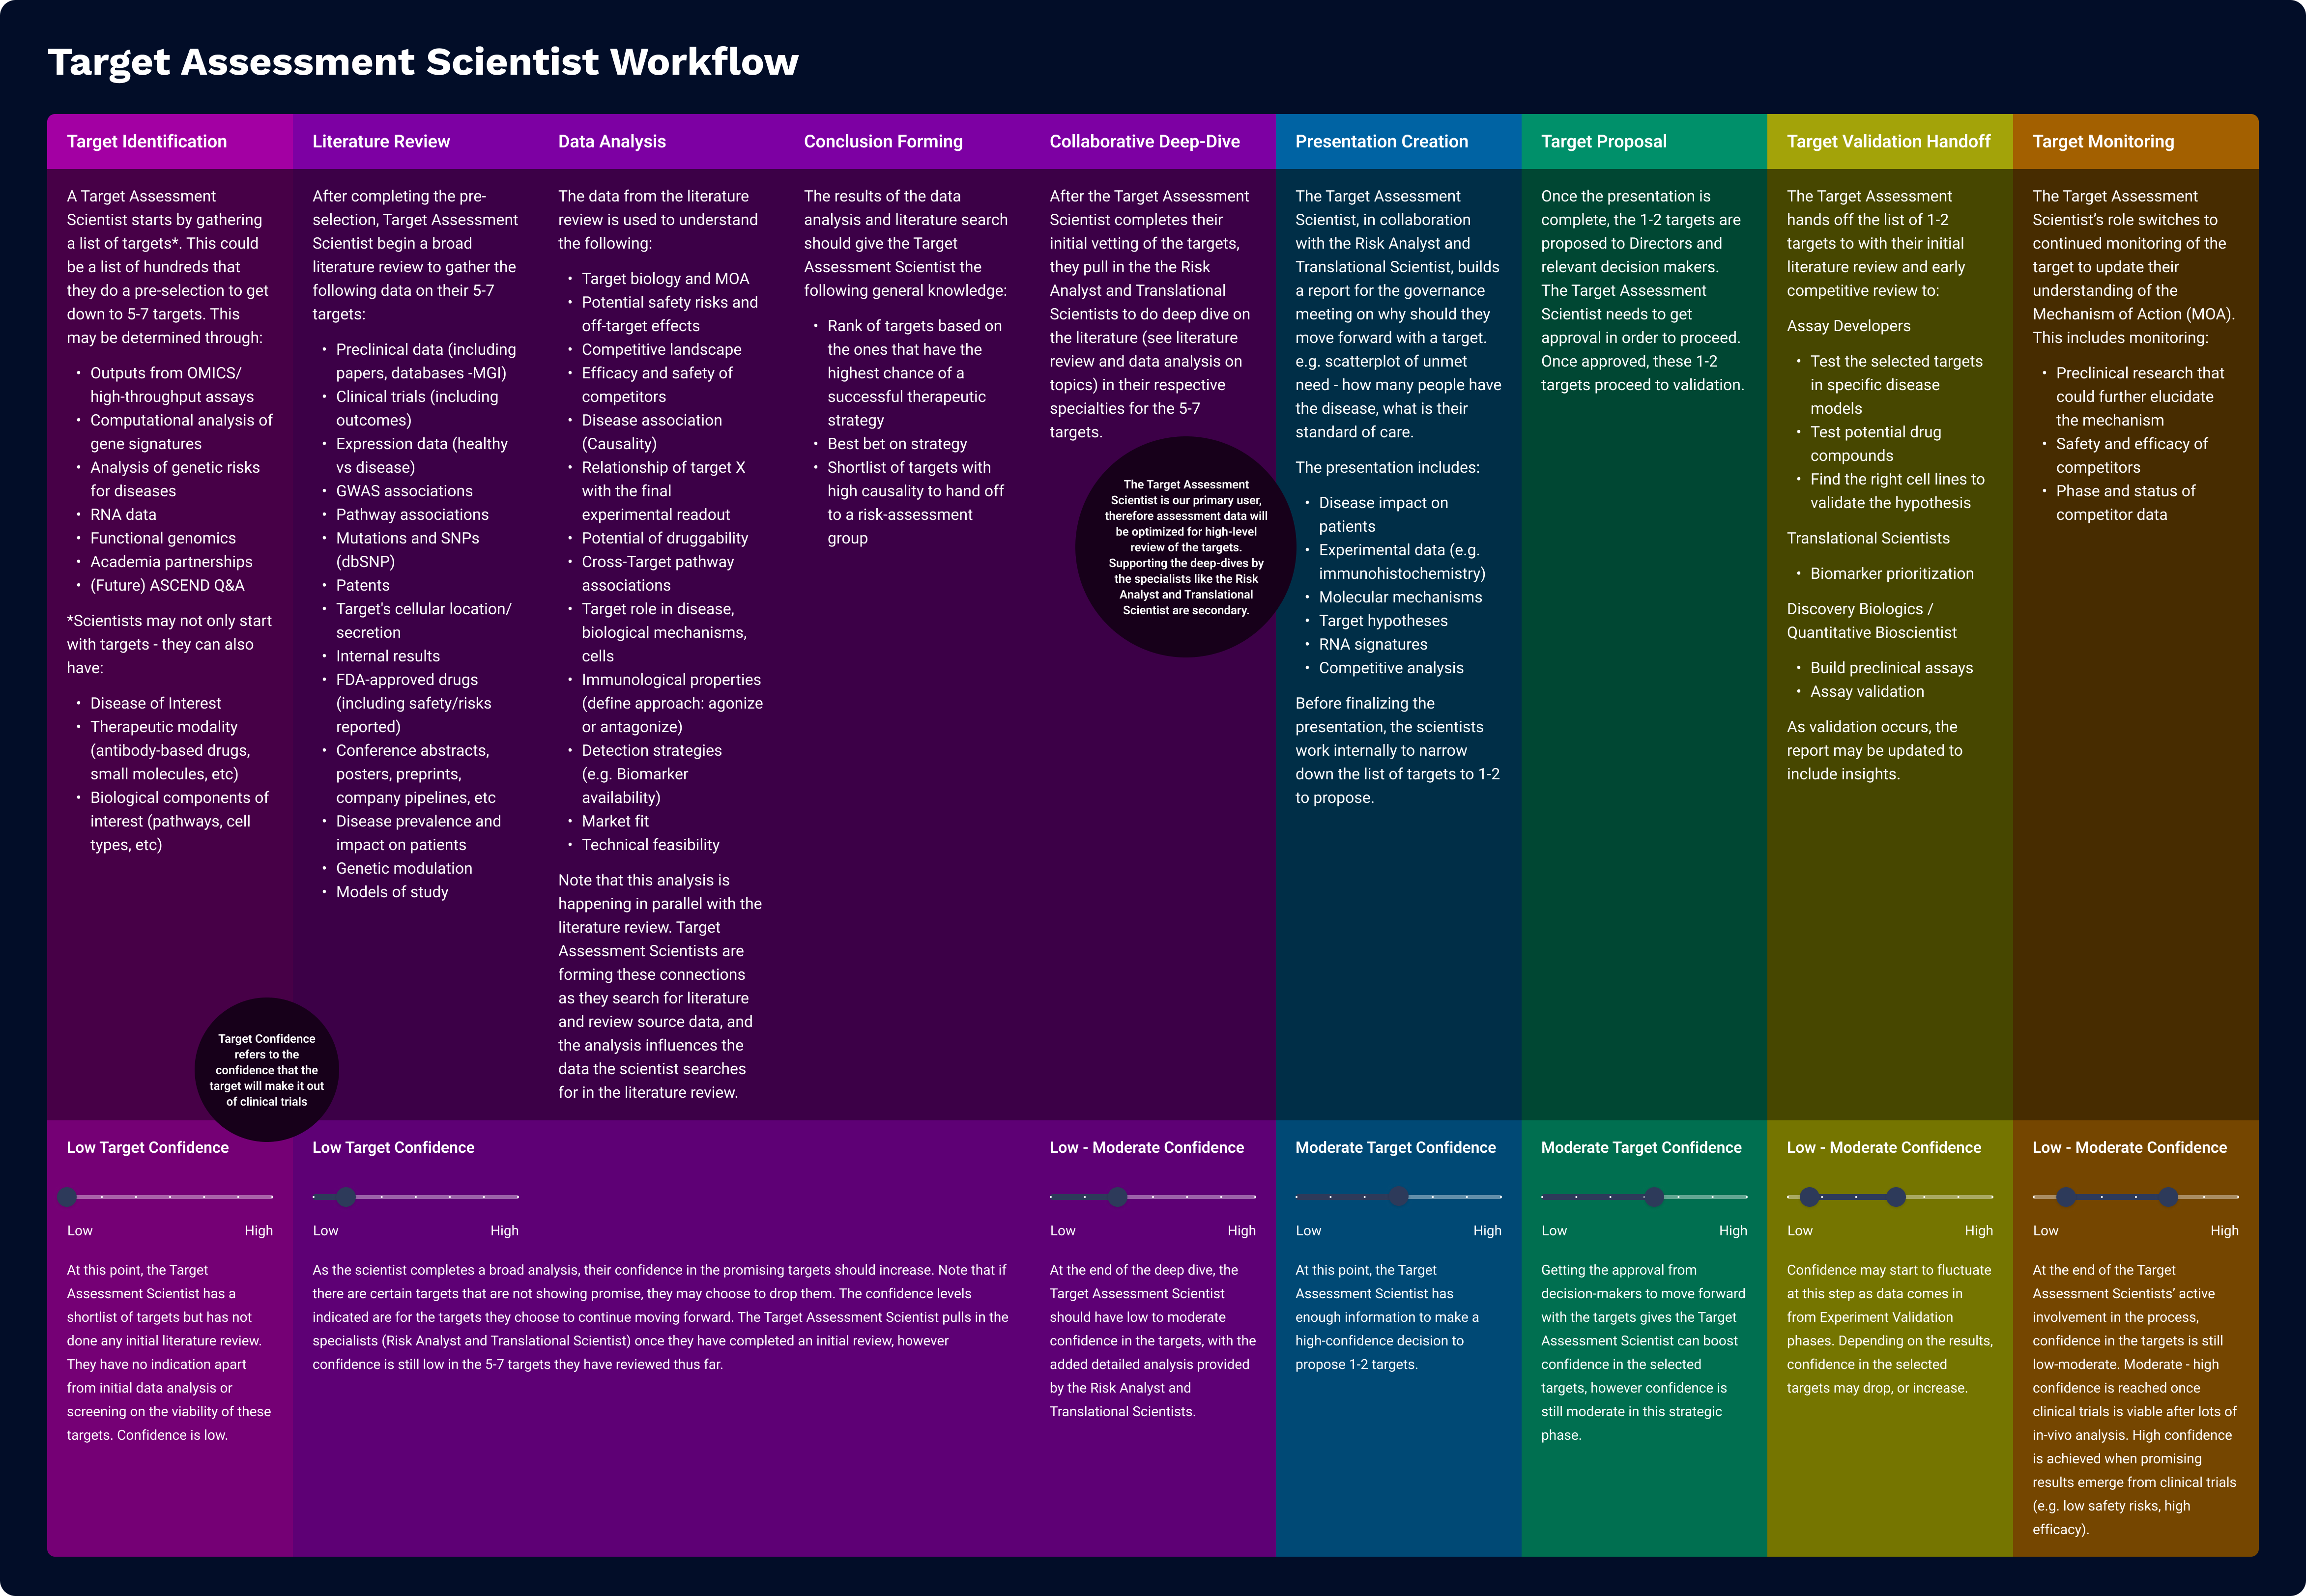 Target Assessment Scientist Workflow
Target Identification
A Target Assessment
Scientist starts by gathering
a list of targets*. This could
be a list of hundreds that
they do a pre-selection to get
down to 5-7 targets. This
may be determined through:
• Outputs from OMICS/
high-throughput assays
• Computational analysis of
gene signatures
• Analysis of genetic risks
for diseases
• RNA data
• Functional genomics
• Academia partnerships
• (Future) ASCEND Q&A
*Scientists may not only start
with targets - they can also
have:
• Disease of Interest
• Therapeutic modality
(antibody-based drugs,
small molecules, etc)
• Biological components of
interest (pathways, cell
types, etc)
Literature Review
After completing the pre-
selection, Target Assessment
Scientist begin a broad
literature review to gather the
following data on their 5-7
targets:
• Preclinical data (including
papers, databases -MGI)
• Clinical trials (including
outcomes)
• Expression data (healthy
vs disease)
• GWAS associations
• Pathway associations
• Mutations and SNPs
(dbSNP)
• Patents
• Target's cellular location/
secretion
• Internal results
• FDA-approved drugs
(including safety/risks
reported)
• Conference abstracts,
posters, preprints,
company pipelines, etc
• Disease prevalence and
impact on patients
• Genetic modulation
• Models of study
Data Analysis
The data from the literature
review is used to understand
the following:
• Target biology and MOA
• Potential safety risks and
off-target effects
• Competitive landscape
• Efficacy and safety of
competitors
• Disease association
(Causality)
• Relationship of target X
with the final
experimental readout
• Potential of druggability
• Cross-Target pathway
associations
• Target role in disease,
biological mechanisms,
cells
• Immunological properties
(define approach: agonize
or antagonize)
• Detection strategies
(e.g. Biomarker
availability)
• Market fit
• Technical feasibility
Note that this analysis is
happening in parallel with the
literature review. Target
Assessment Scientists are
forming these connections
as they search for literature
and review source data, and
the analysis influences the
data the scientist searches
for in the literature review.
Conclusion Forming
The results of the data
analysis and literature search
should give the Target
Assessment Scientist the
following general knowledge:
• Rank of targets based on
the ones that have the
highest chance of a
successful therapeutic
strategy
• Best bet on strategy
• Shortlist of targets with
high causality to hand off
to a risk-assessment
group
Collaborative Deep-Dive
After the Target Assessment
Scientist completes their
initial vetting of the targets,
they pull in the the Risk
Analyst and Translational
Scientists to do deep dive on
the literature (see literature
review and data analysis on
topics) in their respective
specialties for the 5-7
targets.
The Target Assessment
Scientist is our primary user,
therefore assessment data will
be optimized for high-level
review of the targets.
Supporting the deep-dives by
the specialists like the Risk
Analyst and Translational
Scientist are secondary.
Presentation Creation
The Target Assessment
Scientist, in collaboration
with the Risk Analyst and
Translational Scientist, builds
a report for the governance
meeting on why should they
move forward with a target.
e.g. scatterplot of unmet
need - how many people have
the disease, what is their
standard of care.
The presentation includes:
• Disease impact on
patients
• Experimental data (e.g.
immunohistochemistry)
• Molecular mechanisms
• Target hypotheses
• RNA signatures
• Competitive analysis
Before finalizing the
presentation, the scientists
work internally to narrow
down the list of targets to 1-2
to propose.
Target Proposal
Once the presentation is
complete, the 1-2 targets are
proposed to Directors and
relevant decision makers.
The Target Assessment
Scientist needs to get
approval in order to proceed.
Once approved, these 1-2
targets proceed to validation.
Target Validation Handoff
The Target Assessment
hands off the list of 1-2
targets to with their initial
literature review and early
competitive review to:
Assay Developers
• Test the selected targets
in specific disease
models
• Test potential drug
compounds
• Find the right cell lines to
validate the hypothesis
Translational Scientists
• Biomarker prioritization
Discovery Biologics /
Quantitative Bioscientist
• Build preclinical assays
• Assay validation
As validation occurs, the
report may be updated to
include insights.
Target Monitoring
The Target Assessment
Scientist’s role switches to
continued monitoring of the
target to update their
understanding of the
Mechanism of Action (MOA).
This includes monitoring:
• Preclinical research that
could further elucidate
the mechanism
• Safety and efficacy of
competitors
• Phase and status of
competitor data
Target Confidence
refers to the
confidence that the
target will make it out
of clinical trials
Low Target Confidence
Low High
At this point, the Target
Assessment Scientist has a
shortlist of targets but has not
done any initial literature review.
They have no indication apart
from initial data analysis or
screening on the viability of these
targets. Confidence is low.
Low Target Confidence
Low High
As the scientist completes a broad analysis, their confidence in the promising targets should increase. Note that if
there are certain targets that are not showing promise, they may choose to drop them. The confidence levels
indicated are for the targets they choose to continue moving forward. The Target Assessment Scientist pulls in the
specialists (Risk Analyst and Translational Scientist) once they have completed an initial review, however
confidence is still low in the 5-7 targets they have reviewed thus far.
Low - Moderate Confidence
Low High
At the end of the deep dive, the
Target Assessment Scientist
should have low to moderate
confidence in the targets, with the
added detailed analysis provided
by the Risk Analyst and
Translational Scientists.
Moderate Target Confidence
Low High
At this point, the Target
Assessment Scientist has
enough information to make a
high-confidence decision to
propose 1-2 targets.
Moderate Target Confidence
Low High
Getting the approval from
decision-makers to move forward
with the targets gives the Target
Assessment Scientist can boost
confidence in the selected
targets, however confidence is
still moderate in this strategic
phase.
Low - Moderate Confidence
Low High
Confidence may start to fluctuate
at this step as data comes in
from Experiment Validation
phases. Depending on the results,
confidence in the selected
targets may drop, or increase.
Low - Moderate Confidence
Low High
At the end of the Target
Assessment Scientists’ active
involvement in the process,
confidence in the targets is still
low-moderate. Moderate - high
confidence is reached once
clinical trials is viable after lots of
in-vivo analysis. High confidence
is achieved when promising
results emerge from clinical trials
(e.g. low safety risks, high
efficacy).